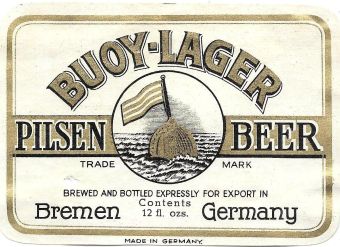 BUOY-LAGER
PILSEN BEER
TRADE MARK
BREWED AND BOTTLED EXPRESSLY FOR EXPORT IN
Contents
Bremen 12 fl. ozs. Germany
MADE IN GERMANY.